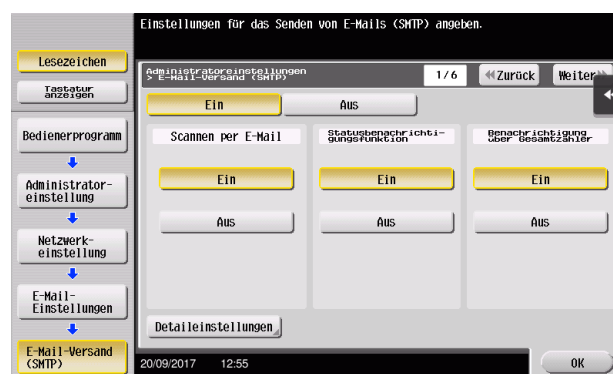 Einstellungen für das Senden von E-Mails (SMTP) angeben.
Lesezeichen
Tastatur
anzeigen
Bedienerprogramm
Administrator-
einstellung
Netzwerk-
einstellung
E-Mail-
Einstellungen
E-Mail-Versand
(SMTP)
Administratoreinstellungen
> E-Mail-Versand (SMTP)
1/6
Zurück
Weiter
Ein
Aus
Scannen per E-Mail
Statusbenachrichti-
gungsfunktion
Benachrichtigung
über Gesamtzähler
Ein
Ein
Ein
Aus
Aus
Aus
Detaileinstellungen
20/09/2017 12:55
OK